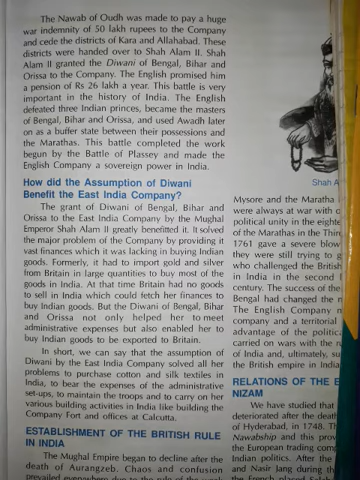 The Nawab of Oudh was made to pay a huge
war indemnity of 50 lakh rupees to the Company
and cede the districts of Kara and Allahabad. These
districts were handed over to Shah Alam II. Shah
Alam II granted the Diwani of Bengal, Bihar and
Orissa to the Company. The English promised him
a pension of Rs 26 lakh a year. This battle is very
important in the history of India. The English
defeated three Indian princes, became the masters
of Bengal, Bihar and Orissa, and used Awadh later
on as a buffer state between their possessions and
the Marathas. This battle completed the work
begun by the Battle of Plassey and made the
English Company a sovereign power in India.
How did the Assumption of Diwani
Benefit the East India Company?
The grant of Diwani of Bengal, Bihar and
Orissa to the East India Company by the Mughal
Emperor Shah Alam II greatly benefitted it. It solved
the major problem of the Company by providing it
vast finances which it was lacking in buying Indian
goods. Formerly, it had to import gold and silver
from Britain in large quantities to buy most of the
goods in India. At that time Britain had no goods
to sell in India which could fetch her finances to
buy Indian goods. But the Diwani of Bengal, Bihar
and Orissa not only helped her to meet
administrative expenses but also enabled her to
buy Indian goods to be exported to Britain.
In short, we can say that the assumption of
Diwani by the East India Company solved all her
problems to purchase cotton and silk textiles in
India, to bear the expenses of the administrative
set-ups, to maintain the troops and to carry on her
various building activities in India like building the
Company Fort and offices at Calcutta.
ESTABLISHMENT OF THE BRITISH RULE
IN INDIA
The Mughal Empire began to decline after the
death of Aurangzeb. Chaos and confusion
prevailed everywhere due to the rule of the weak
Shah A
Mysore and the Maratha
were always at war with o
political unity in the eighte
of the Marathas in the Thir
1761 gave a severe blow
they were still trying to g
who challenged the British
in India in the second
century. The success of the
Bengal had changed the n
The English Company n
company and a territorial
advantage of the politic
carried on wars with the n
of India and, ultimately, su
the British empire in India
RELATIONS OF THE E
NIZAM
We have studied that
deteriorated after the death
of Hyderabad, in 1748. Th
Nawabship and this prov
the European trading comp
Indian politics. After the
and Nasir Jang during th
the French placed